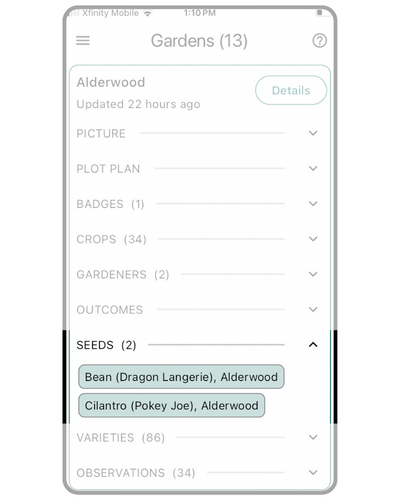 Xfinity Mobile 1:10 PM
Gardens (13)
Alderwood
Details
Updated 22 hours ago
PICTURE
PLOT PLAN
BADGES (1)
CROPS (34)
GARDENERS (2)
OUTCOMES
SEEDS (2)
Bean (Dragon Langerie), Alderwood
Cilantro (Pokey Joe), Alderwood
VARIETIES (86)
OBSERVATIONS (34)